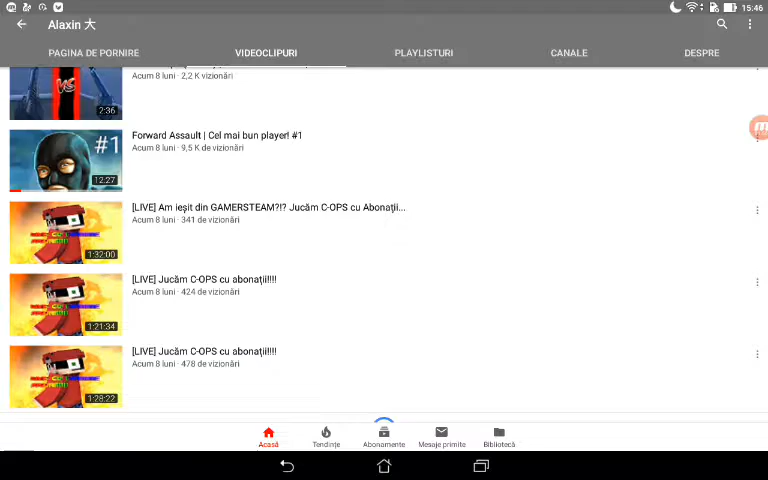 15:46
Alaxin 大
PAGINA DE PORNIRE
VIDEOCLIPURI
PLAYLISTURI
CANALE
DESPRE
VS
2:36
Acum 8 luni · 2,2 K vizionări
#1
12:27
Forward Assault | Cel mai bun player! #1
Acum 8 luni · 9,5 K de vizionări
1:32:00
[LIVE] Am ieșit din GAMERSTEAM?!? Jucăm C-OPS cu Abonații...
Acum 8 luni · 341 de vizionări
1:21:34
[LIVE] Jucăm C-OPS cu abonații!!!!
Acum 8 luni · 424 de vizionări
1:28:22
[LIVE] Jucăm C-OPS cu abonații!!!!
Acum 8 luni · 478 de vizionări
Acasă
Tendințe
Abonamente
Mesaje primite
Bibliotecă